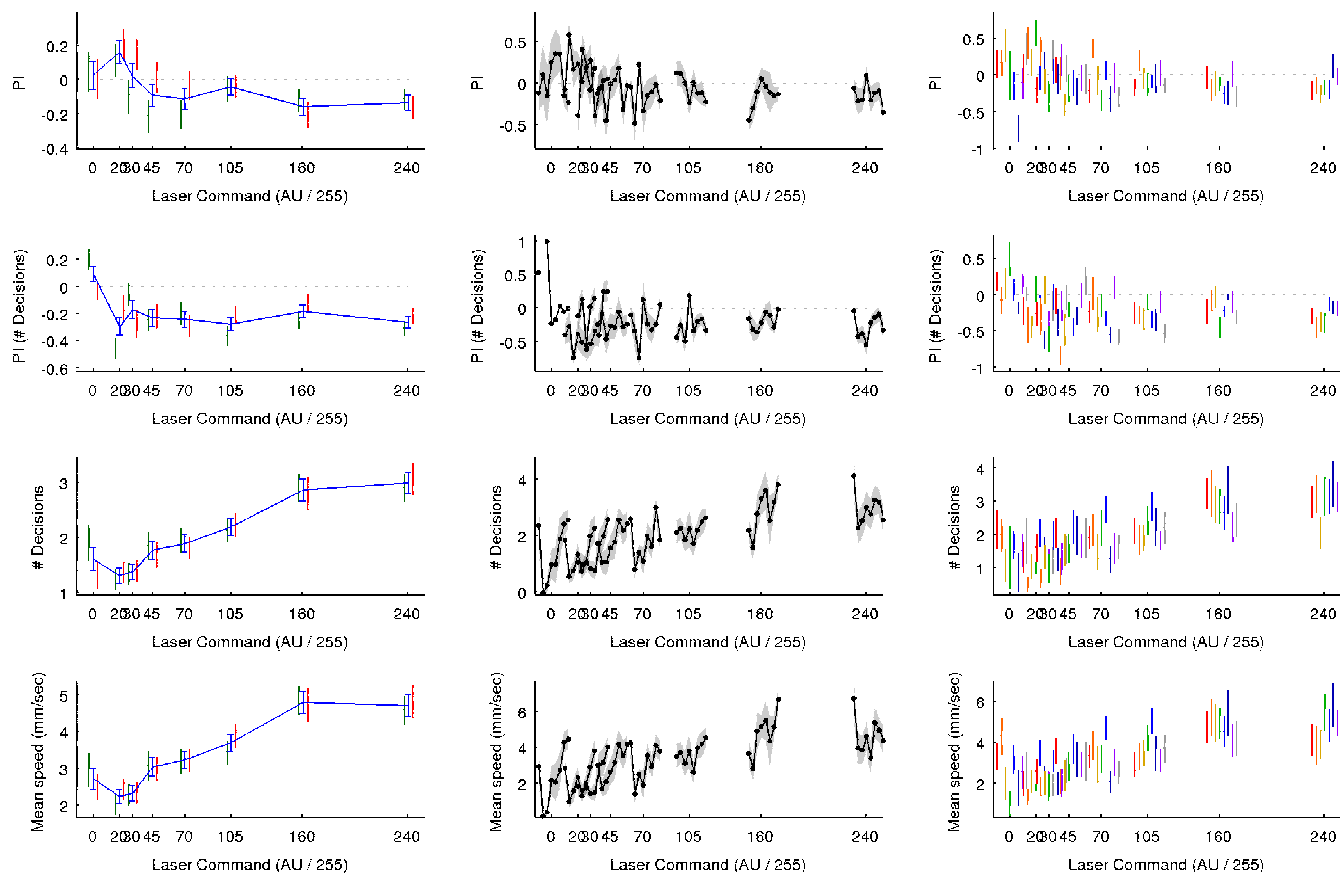 PI
0.2
0
-0.2
-0.4
0 20 30 45 70 105 160 240
Laser Command (AU / 255)
PI
0.5
0
-0.5
0 20 30 45 70 105 160 240
Laser Command (AU / 255)
PI
0.5
0
-0.5
-1
0 20 30 45 70 105 160 240
Laser Command (AU / 255)
PI (# Decisions)
0.2
0
-0.2
-0.4
-0.6
0 20 30 45 70 105 160 240
Laser Command (AU / 255)
PI (# Decisions)
1
0.5
0
-0.5
0 20 30 45 70 105 160 240
Laser Command (AU / 255)
PI (# Decisions)
0.5
0
-0.5
-1
0 20 30 45 70 105 160 240
Laser Command (AU / 255)
# Decisions
3
2
1
0 20 30 45 70 105 160 240
Laser Command (AU / 255)
# Decisions
4
2
0
0 20 30 45 70 105 160 240
Laser Command (AU / 255)
# Decisions
4
3
2
1
0 20 30 45 70 105 160 240
Laser Command (AU / 255)
Mean speed (mm/sec)
5
4
3
2
0 20 30 45 70 105 160 240
Laser Command (AU / 255)
Mean speed (mm/sec)
6
4
2
0 20 30 45 70 105 160 240
Laser Command (AU / 255)
Mean speed (mm/sec)
6
4
2
0 20 30 45 70 105 160 240
Laser Command (AU / 255)